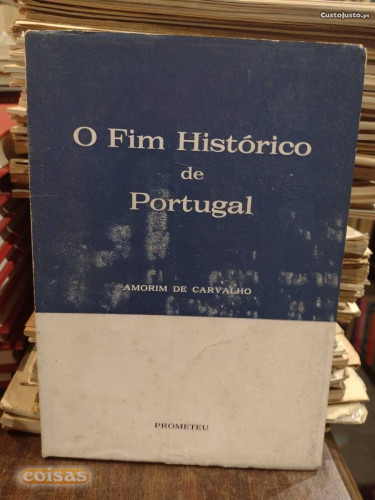 CustoJusto.pt
O Fim Histórico
de
Portugal
AMORIM DE CARVALHO
PROMETEU
coisas